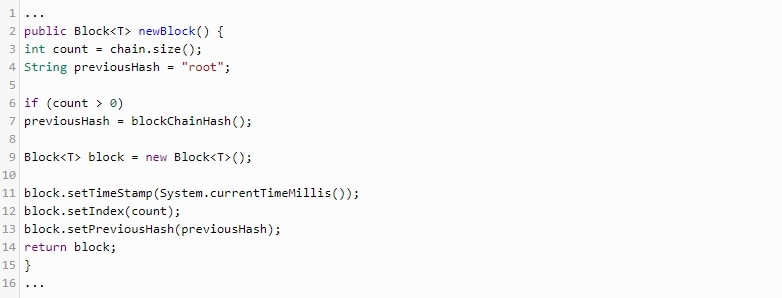 1 ...
2 public Block<T> newBlock() {
3 int count = chain.size();
4 String previousHash = "root";
5
6 if (count > 0)
7 previousHash = blockChainHash();
8
9 Block<T> block = new Block<T>();
10
11 block.setTimeStamp(System.currentTimeMillis());
12 block.setIndex(count);
13 block.setPreviousHash(previousHash);
14 return block;
15 }
16 ...